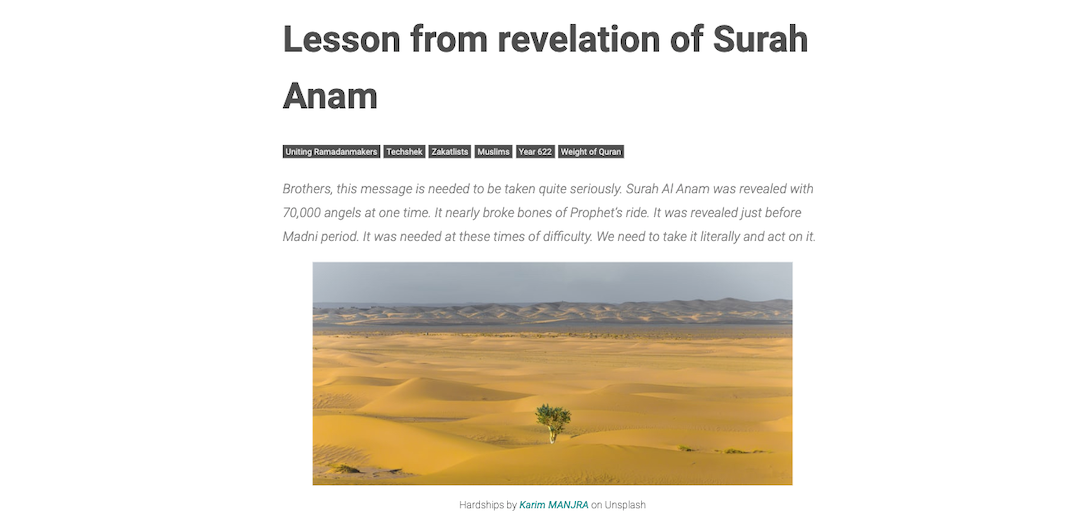 Lesson from revelation of Surah
Anam
Uniting Ramadanmakers Techshek Zakatlists Muslims Year 622 Weight of Quran
Brothers, this message is needed to be taken quite seriously. Surah Al Anam was revealed with
70,000 angels at one time. It nearly broke bones of Prophet's ride. It was revealed just before
Madni period. It was needed at these times of difficulty. We need to take it literally and act on it.
Hardships by Karim MANJRA on Unsplash